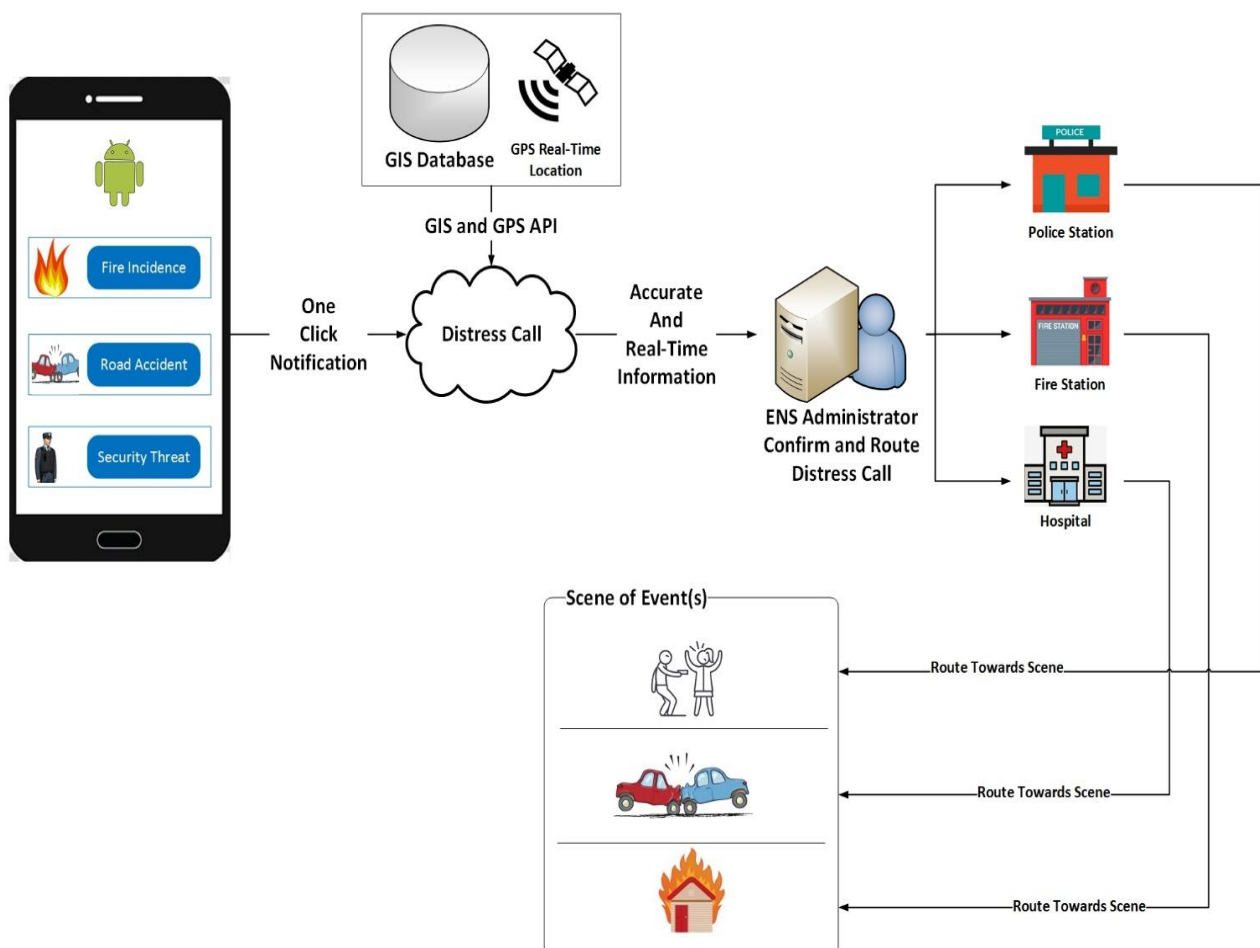 Fire Incidence
Road Accident
Security Threat
GIS Database
GPS Real-Time
Location
GIS and GPS API
One
Click
Notification
Distress Call
Accurate
And
Real-Time
Information
ENS Administrator
Confirm and Route
Distress Call
POLICE
Police Station
FIRE STATION
Fire Station
Hospital
Scene of Event(s)
Route Towards Scene
Route Towards Scene
Route Towards Scene